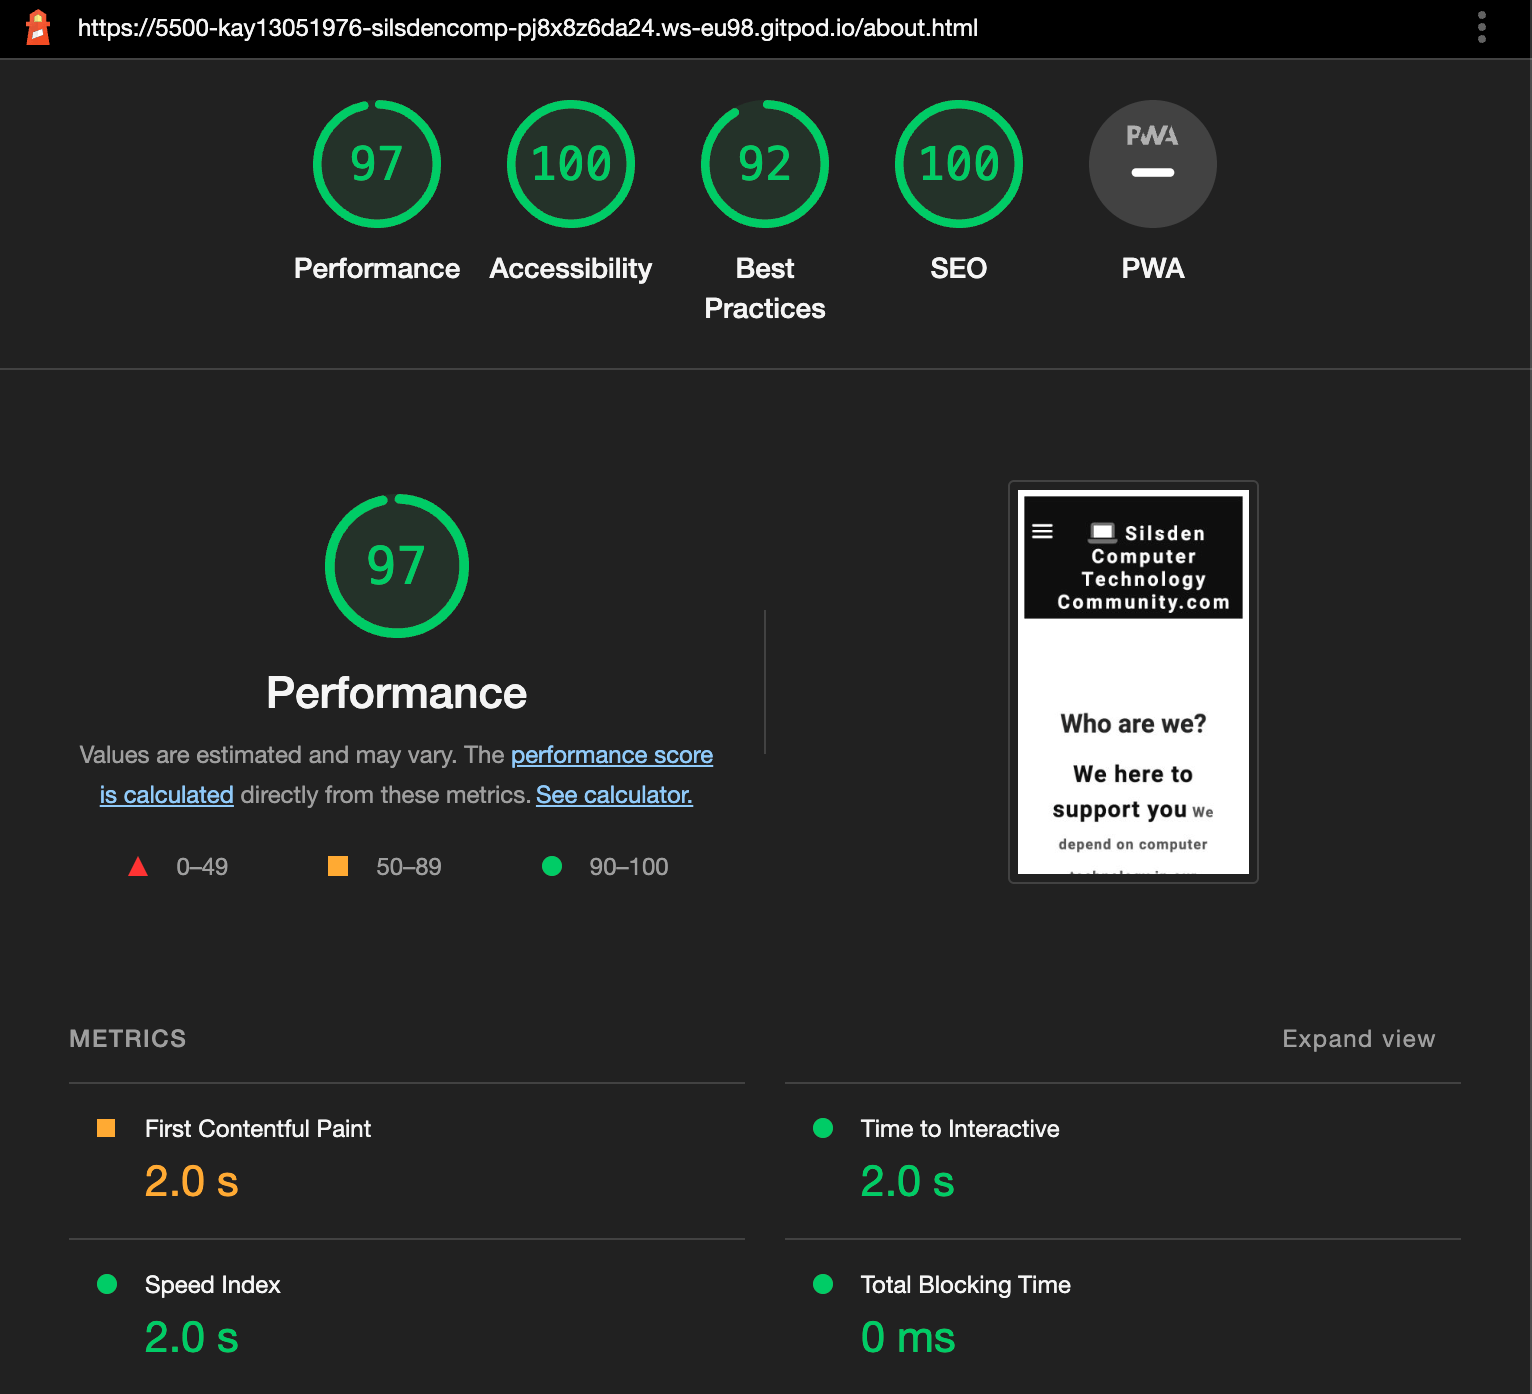 https://5500-kay13051976-silsdencomp-pj8x8z6da24.ws-eu98.gitpod.io/about.html
97
100
92
100
PWA
Performance
Accessibility
Best
Practices
SEO
PWA
97
Performance
Values are estimated and may vary. The performance score
is calculated directly from these metrics. See calculator.
0–49
50–89
90–100
Silsden
Computer
Technology
Community.com
Who are we?
We here to
support you We
depend on computer
METRICS
Expand view
First Contentful Paint
2.0 s
Time to Interactive
2.0 s
Speed Index
2.0 s
Total Blocking Time
0 ms